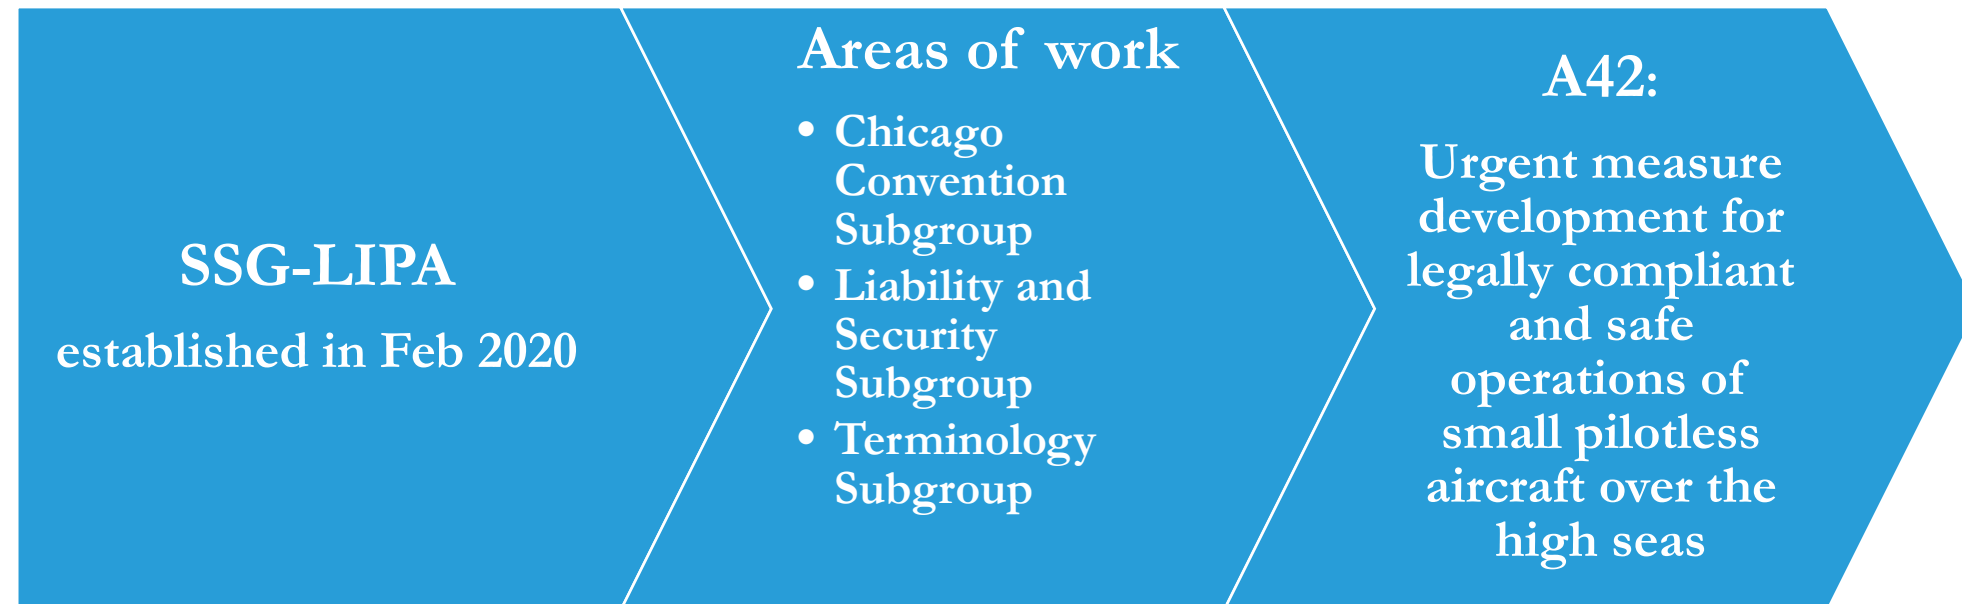 SSG-LIPA
established in Feb 2020
Areas of work
• Chicago
Convention
Subgroup
• Liability and
Security
Subgroup
• Terminology
Subgroup
A42:
Urgent measure
development for
legally compliant
and safe
operations of
small pilotless
aircraft over the
high seas